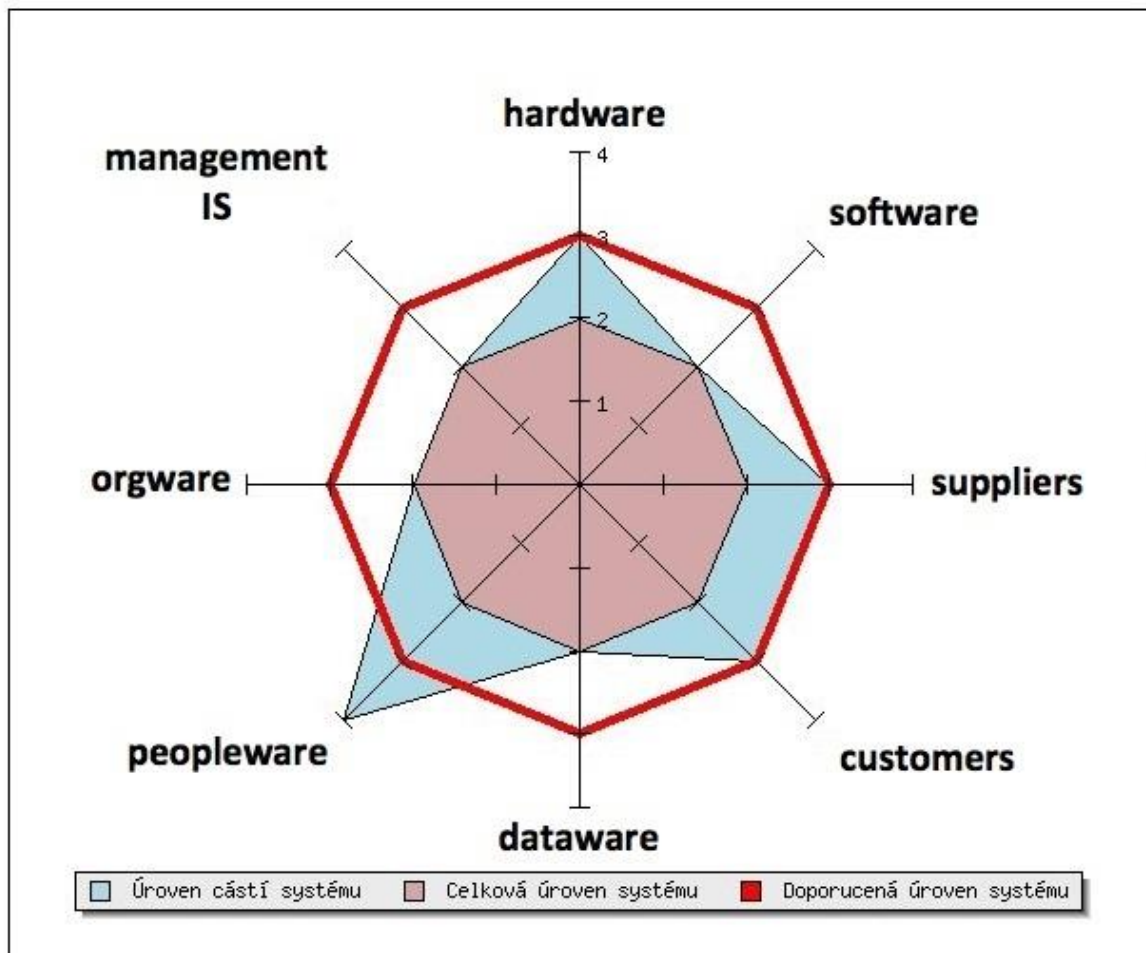 hardware
management
IS
software
4
3
2
1
orgware
suppliers
peopleware
customers
dataware
Úroven cástí systému Celková úroven systému Doporucená úroven systému